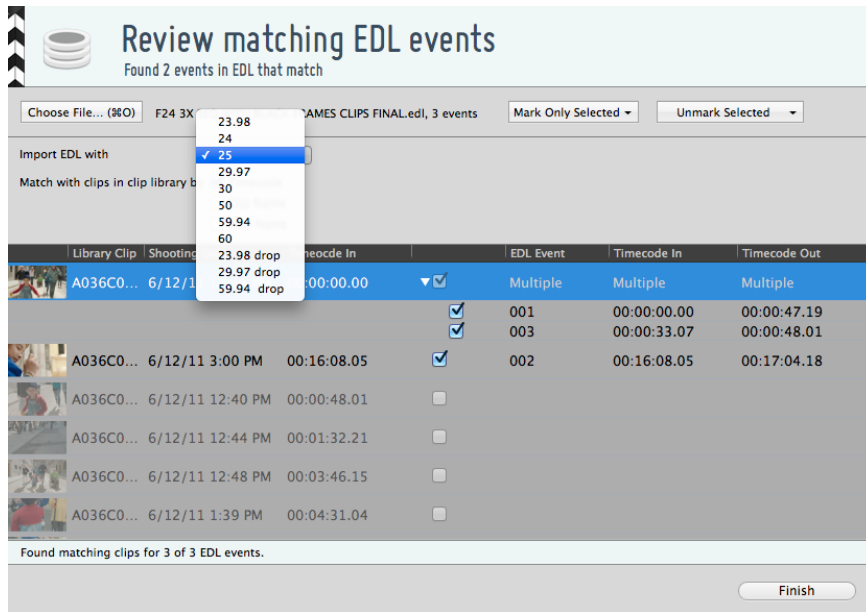 Review matching EDL events
Found 2 events in EDL that match
Choose File... (⌘O) F24 3X AMES CLIPS FINAL.edl, 3 events Mark Only Selected Unmark Selected
Import EDL with
Match with clips in clip library b
23.98
24
✓ 25
29.97
30
50
59.94
60
23.98 drop
29.97 drop
59.94 drop
Library Clip Shooting eocde In EDL Event Timecode In Timecode Out
A036C0... 6/12/1 :00:00.00 Multiple Multiple Multiple
001 00:00:00.00 00:00:47.19
003 00:00:33.07 00:00:48.01
A036C0... 6/12/11 3:00 PM 00:16:08.05 002 00:16:08.05 00:17:04.18
A036C0... 6/12/11 12:40 PM 00:00:48.01
A036C0... 6/12/11 12:44 PM 00:01:32.21
A036C0... 6/12/11 12:48 PM 00:03:46.15
A036C0... 6/12/11 1:39 PM 00:04:31.04
Found matching clips for 3 of 3 EDL events.
Finish